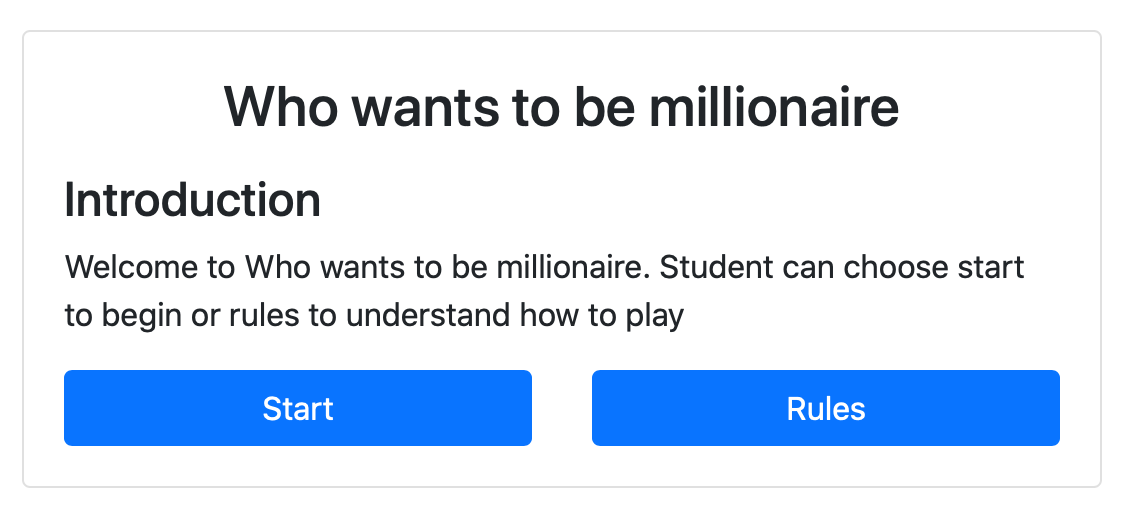 Who wants to be millionaire
Introduction
Welcome to Who wants to be millionaire. Student can choose start
to begin or rules to understand how to play
Start
Rules